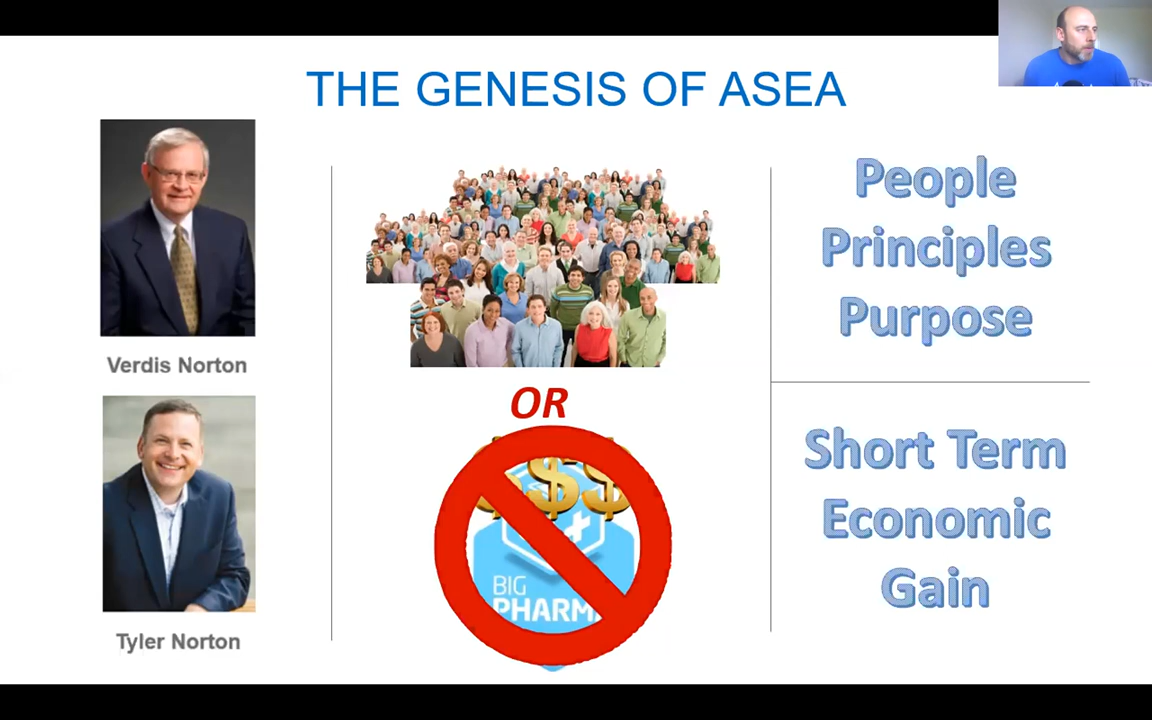 THE GENESIS OF ASEA
Verdis Norton
Tyler Norton
OR
$$$
BIG
PHARM
People
Principles
Purpose
Short Term
Economic
Gain